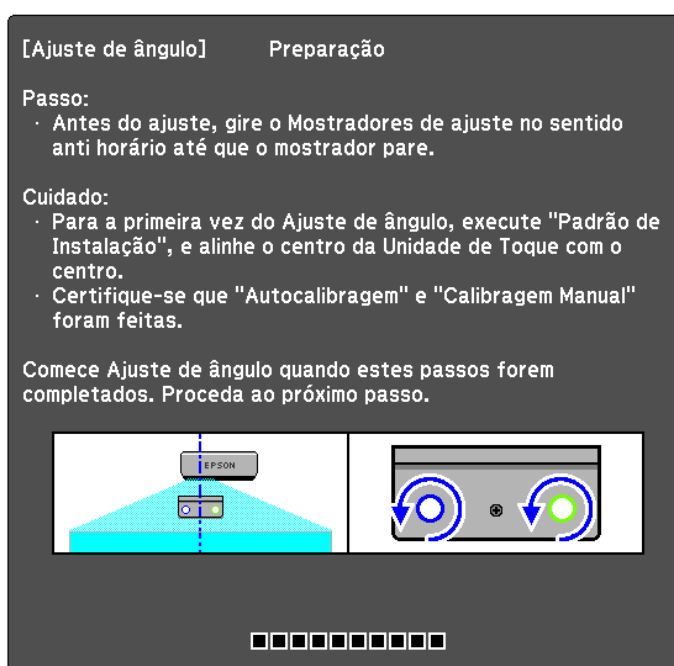 [Ajuste de ângulo] Preparação
Passo:
· Antes do ajuste, gire o Mostradores de ajuste no sentido
anti horário até que o mostrador pare.
Cuidado:
· Para a primeira vez do Ajuste de ângulo, execute "Padrão de
Instalação", e alinhe o centro da Unidade de Toque com o
centro.
· Certifique-se que "Autocalibragem" e "Calibragem Manual"
foram feitas.
Comece Ajuste de ângulo quando estes passos forem
completados. Proceda ao próximo passo.
EPSON